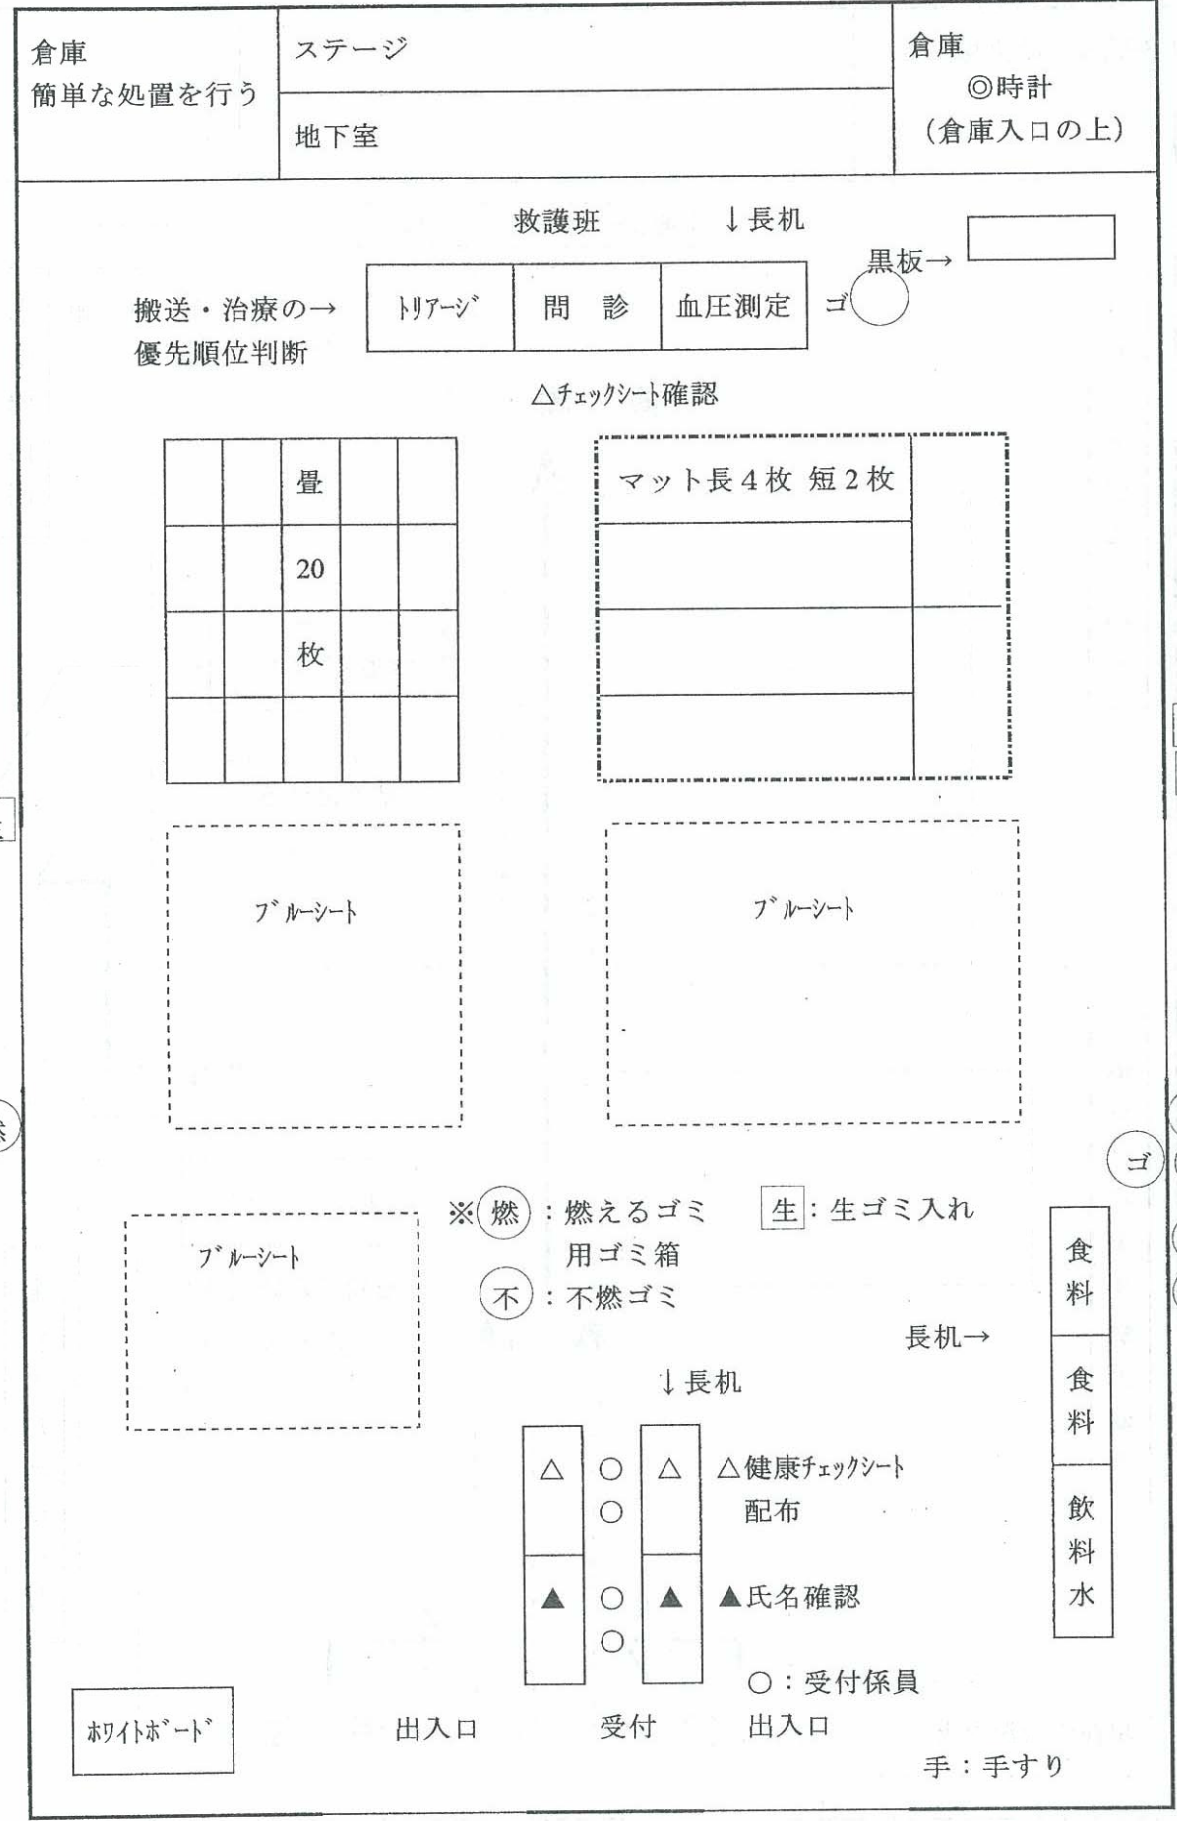 倉庫
簡単な処置を行う
ステージ
地下室
倉庫
◎時計
（倉庫入口の上）
救護班
↓長机
黒板→
搬送・治療の→
優先順位判断
ﾄﾘｱｰｼﾞ
問　診
血圧測定
ゴ
△ﾁｪｯｸｼｰﾄ確認
畳
20
枚
マット長４枚 短２枚
ﾌﾞﾙｰｼｰﾄ
ﾌﾞﾙｰｼｰﾄ
ゴ
※燃：燃えるゴミ
用ゴミ箱
生：生ゴミ入れ
不：不燃ゴミ
ﾌﾞﾙｰｼｰﾄ
食料
食料
飲料水
長机→
↓長机
△ ○ △ △健康ﾁｪｯｸｼｰﾄ
○ 配布
▲ ○ ▲ ▲氏名確認
○
○：受付係員
ﾎﾜｲﾄﾎﾞｰﾄﾞ
出入口
受付
出入口
手：手すり